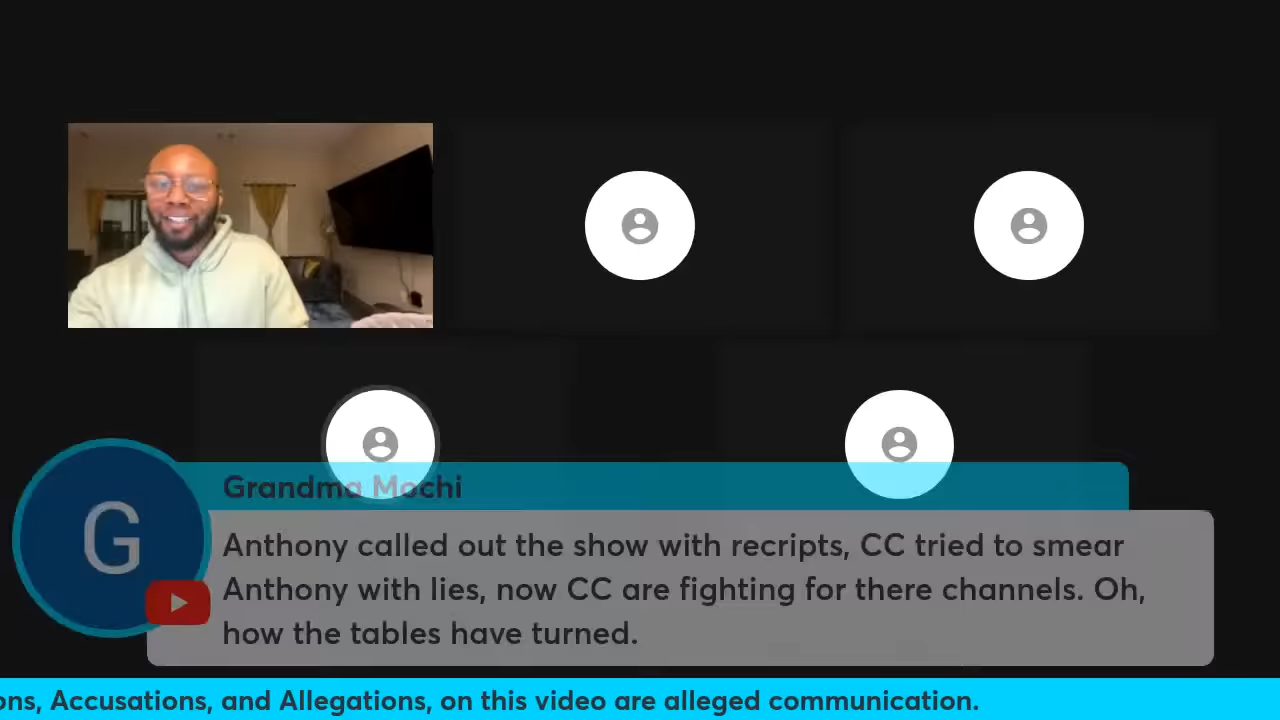 G
Grandma Mochi
Anthony called out the show with recripts, CC tried to smear
Anthony with lies, now CC are fighting for there channels. Oh,
how the tables have turned.
ons, Accusations, and Allegations, on this video are alleged communication.